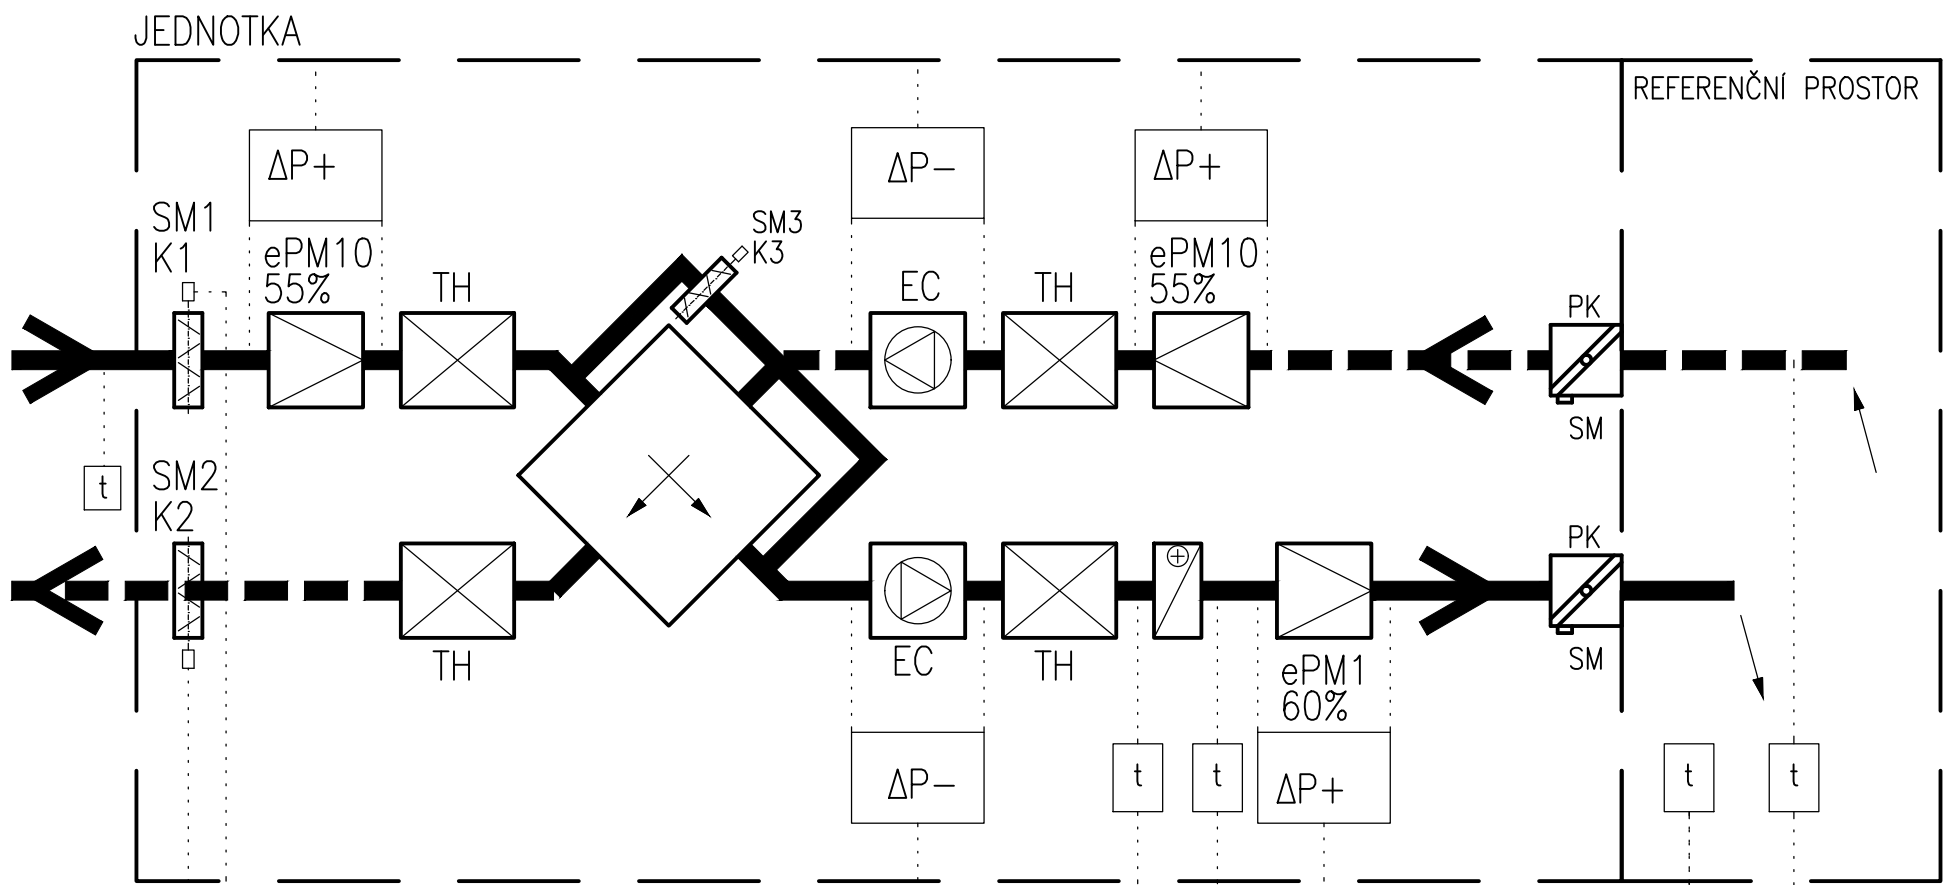 JEDNOTKA
REFERENČNÍ PROSTOR
ΔP+
ΔP-
ΔP+
SM1
K1
ePM10
55%
TH
SM3
K3
EC
TH
ePM10
55%
PK
SM
t
SM2
K2
TH
EC
TH
ePM1
60%
PK
SM
ΔP-
t
t
ΔP+
t
t